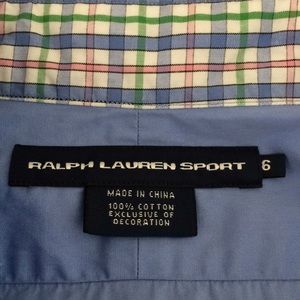 RALPH LAUREN SPORT 6
MADE IN CHINA
100% COTTON
EXCLUSIVE OF
DECORATION